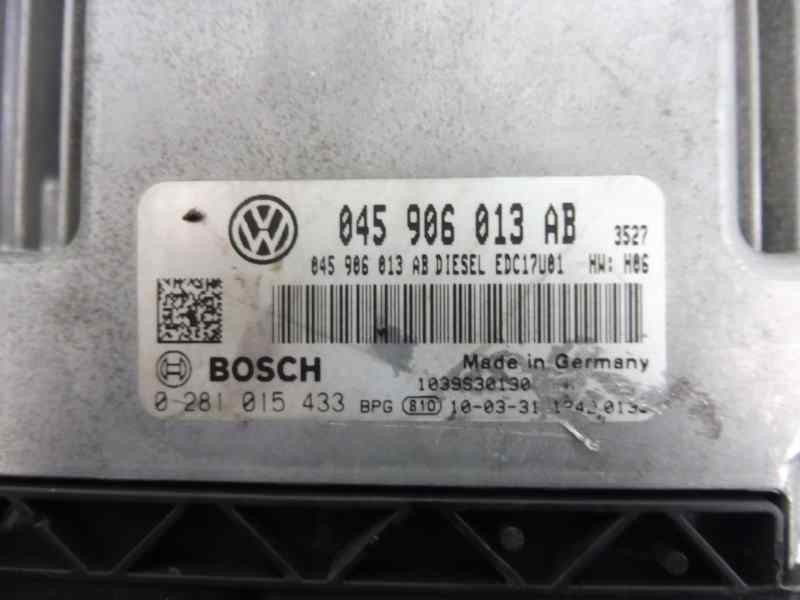 045 906 013 AB 3527
045 906 013 AB DIESEL EDC17U01 HW: H06
BOSCH Made in Germany
1039S30130
0 281 015 433 BPG 810 10-03-31